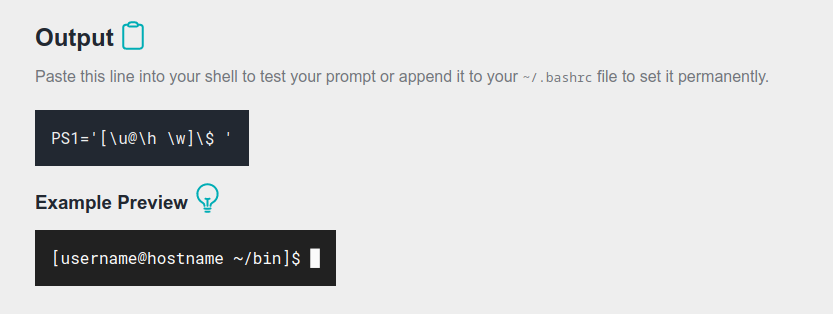 Output
Paste this line into your shell to test your prompt or append it to your ~/.bashrc file to set it permanently.
PS1='[\u@\h \w]\$ '
Example Preview
[username@hostname ~/bin]$